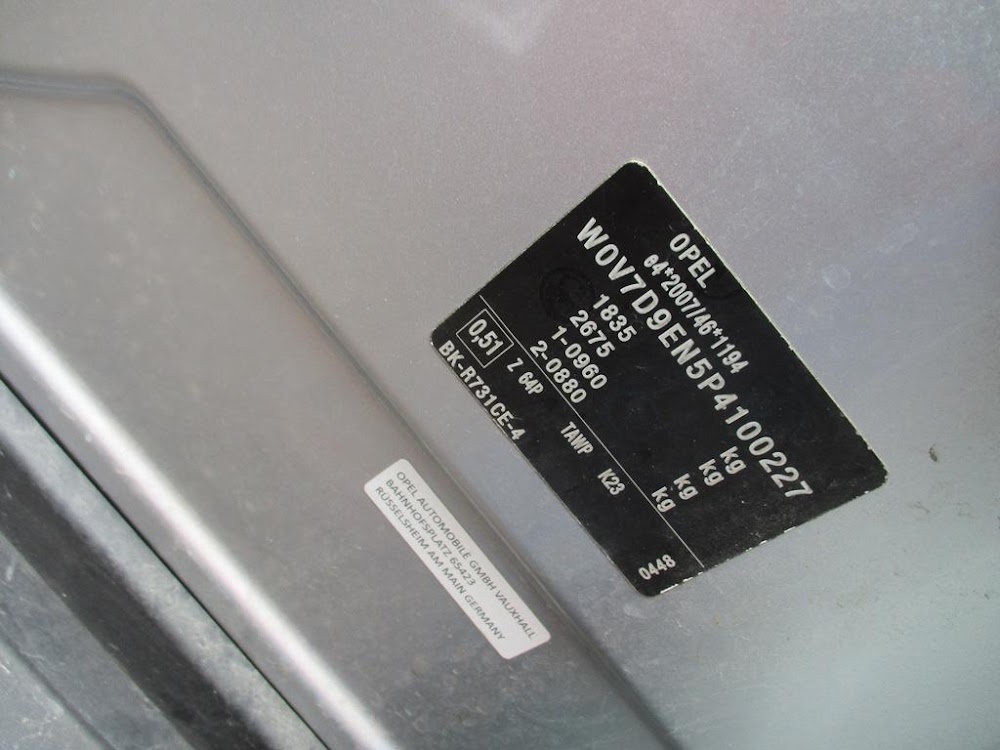 OPEL
e4*2007/46*1194
W0V7D9EN5P4100227
1835 kg
2675 kg
1-0960 kg
2-0880 kg
0,51 Z 64P TAWP K23
BK-R731CE-4 0448
OPEL AUTOMOBILE GMBH VAUXHALL
BAHNHOFSPLATZ 65423
RÜSSELSHEIM AM MAIN GERMANY